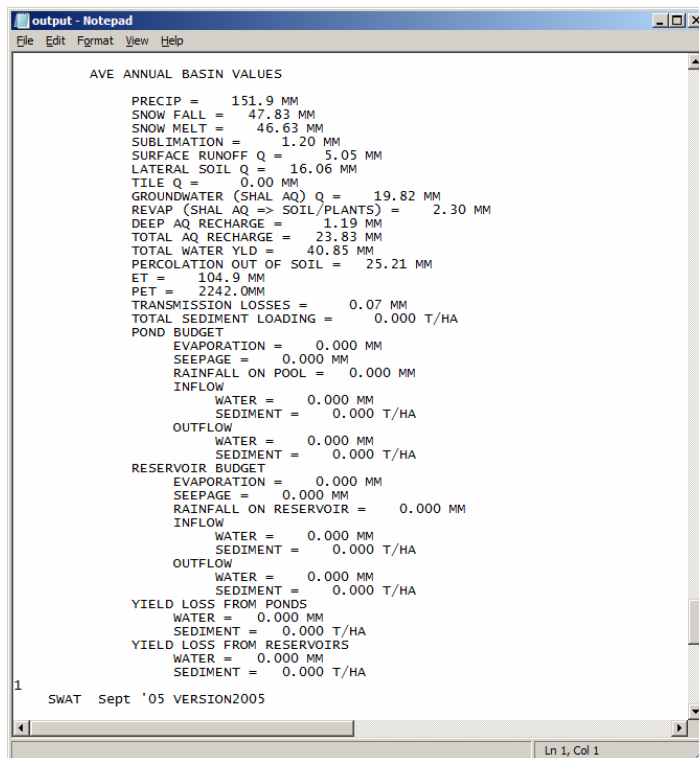 output - Notepad
File Edit Format View Help
AVE ANNUAL BASIN VALUES
PRECIP = 151.9 MM
SNOW FALL = 47.83 MM
SNOW MELT = 46.63 MM
SUBLIMATION = 1.20 MM
SURFACE RUNOFF Q = 5.05 MM
LATERAL SOIL Q = 16.06 MM
TILE Q = 0.00 MM
GROUNDWATER (SHAL AQ) Q = 19.82 MM
REVAP (SHAL AQ => SOIL/PLANTS) = 2.30 MM
DEEP AQ RECHARGE = 1.19 MM
TOTAL AQ RECHARGE = 23.83 MM
TOTAL WATER YLD = 40.85 MM
PERCOLATION OUT OF SOIL = 25.21 MM
ET = 104.9 MM
PET = 2242.0MM
TRANSMISSION LOSSES = 0.07 MM
TOTAL SEDIMENT LOADING = 0.000 T/HA
POND BUDGET
EVAPORATION = 0.000 MM
SEEPAGE = 0.000 MM
RAINFALL ON POOL = 0.000 MM
INFLOW
WATER = 0.000 MM
SEDIMENT = 0.000 T/HA
OUTFLOW
WATER = 0.000 MM
SEDIMENT = 0.000 T/HA
RESERVOIR BUDGET
EVAPORATION = 0.000 MM
SEEPAGE = 0.000 MM
RAINFALL ON RESERVOIR = 0.000 MM
INFLOW
WATER = 0.000 MM
SEDIMENT = 0.000 T/HA
OUTFLOW
WATER = 0.000 MM
SEDIMENT = 0.000 T/HA
YIELD LOSS FROM PONDS
WATER = 0.000 MM
SEDIMENT = 0.000 T/HA
YIELD LOSS FROM RESERVOIRS
WATER = 0.000 MM
SEDIMENT = 0.000 T/HA
1
SWAT Sept '05 VERSION2005
Ln 1, Col 1